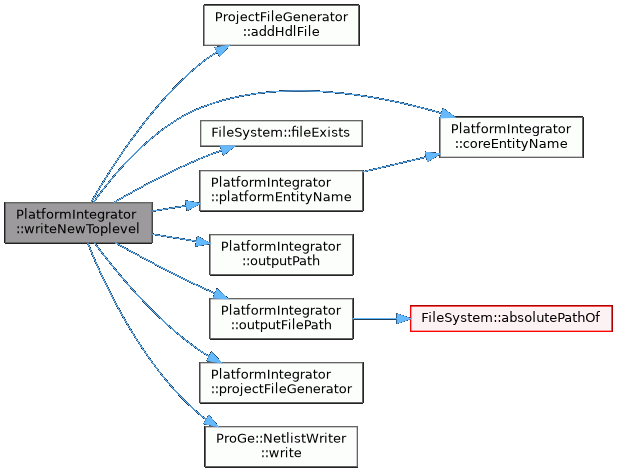 ProjectFileGenerator
::addHdlFile
FileSystem::fileExists
PlatformIntegrator
::coreEntityName
PlatformIntegrator
::platformEntityName
PlatformIntegrator
::writeNewToplevel
PlatformIntegrator
::outputPath
PlatformIntegrator
::outputFilePath
FileSystem::absolutePathOf
PlatformIntegrator
::projectFileGenerator
ProGe::NetlistWriter
::write